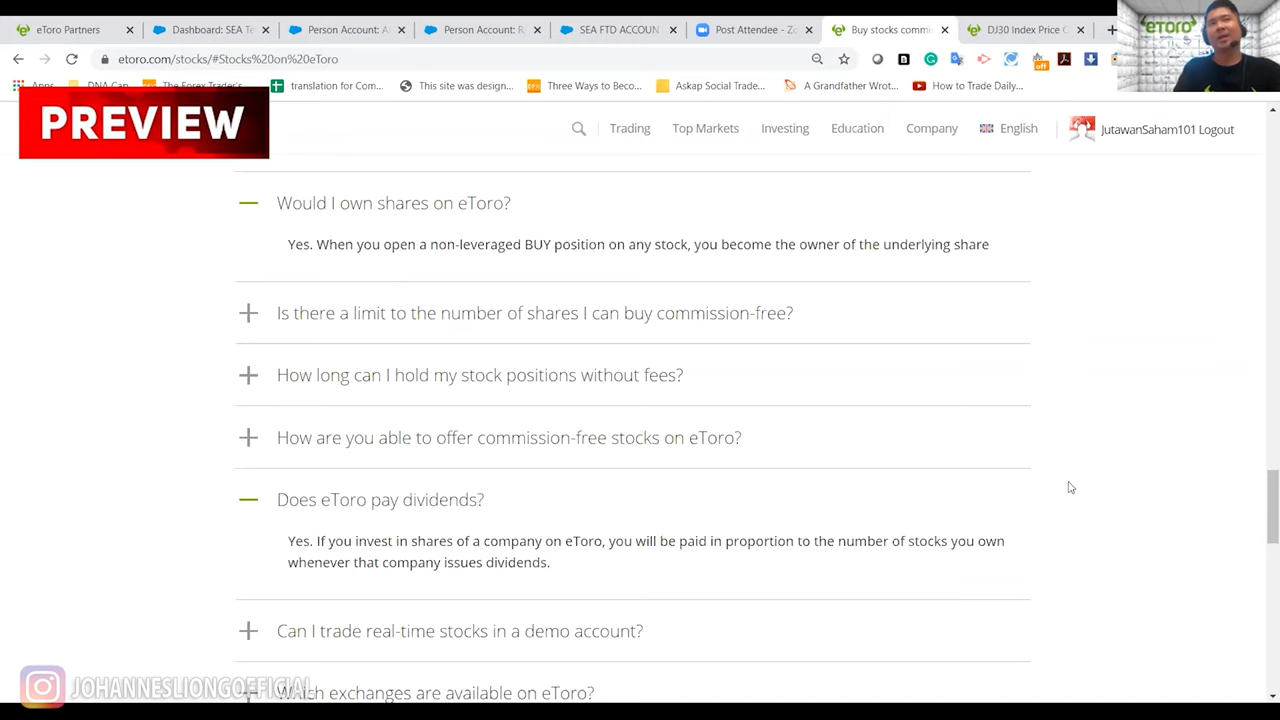 eToro Partners
Dashboard: SEA Te
Person Account: A
Person Account:
SEA FTD ACCOUN
Post Attendee - Zo
Buy stocks commi
DJ30 Index Price C
eToro
etoro.com/stocks/#Stocks%20on%20eToro
off
Apps
DNA Cap
The Forex Trader's
translation for Com...
This site is design...
Three Ways to Beco...
Askap Social Trade...
A Grandfather Wrot...
How to Trade Daily...
PREVIEW
Trading
Top Markets
Investing
Education
Company
English
JutawanSaham101 Logout
Would I own shares on eToro?
Yes. When you open a non-leveraged BUY position on any stock, you become the owner of the underlying share
Is there a limit to the number of shares I can buy commission-free?
How long can I hold my stock positions without fees?
How are you able to offer commission-free stocks on eToro?
Does eToro pay dividends?
Yes. If you invest in shares of a company on eToro, you will be paid in proportion to the number of stocks you own
whenever that company issues dividends.
Can I trade real-time stocks in a demo account?
JOHANNESLIONGOFFICIAL
Which exchanges are available on eToro?